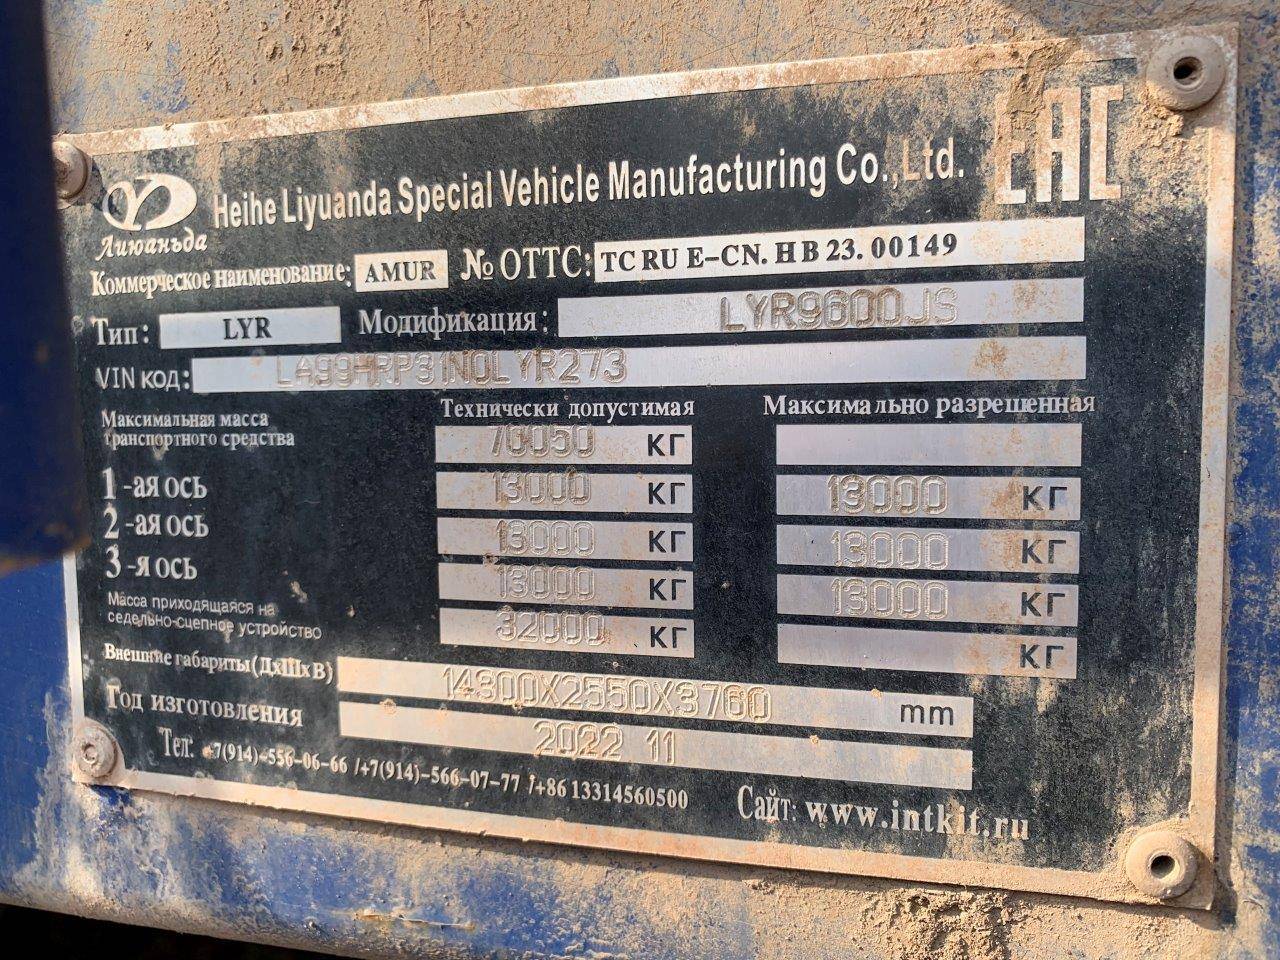 Лиюаньда
Heihe Liyuanda Special Vehicle Manufacturing Co.,Ltd. EAC
Коммерческое наименование: AMUR № ОТТС: TC RU E-CN. HB 23. 00149
Тип: LYR Модификация: LYR9600JS
VIN код: LA99HRP31N0LYR273
Максимальная масса
транспортного средства
Технически допустимая Максимально разрешенная
70050 КГ
1-ая ось 13000 КГ 13000 КГ
2-ая ось 13000 КГ 13000 КГ
3-я ось 13000 КГ 13000 КГ
Масса приходящаяся на
седельно-сцепное устройство
32000 КГ КГ
Внешние габариты(ДхШхВ) 14300X2550X3760 mm
Год изготовления 2022 11
Тел: +7(914)-556-06-66 /+7(914)-566-07-77 /+86 13314560500 Сайт: www.intkit.ru